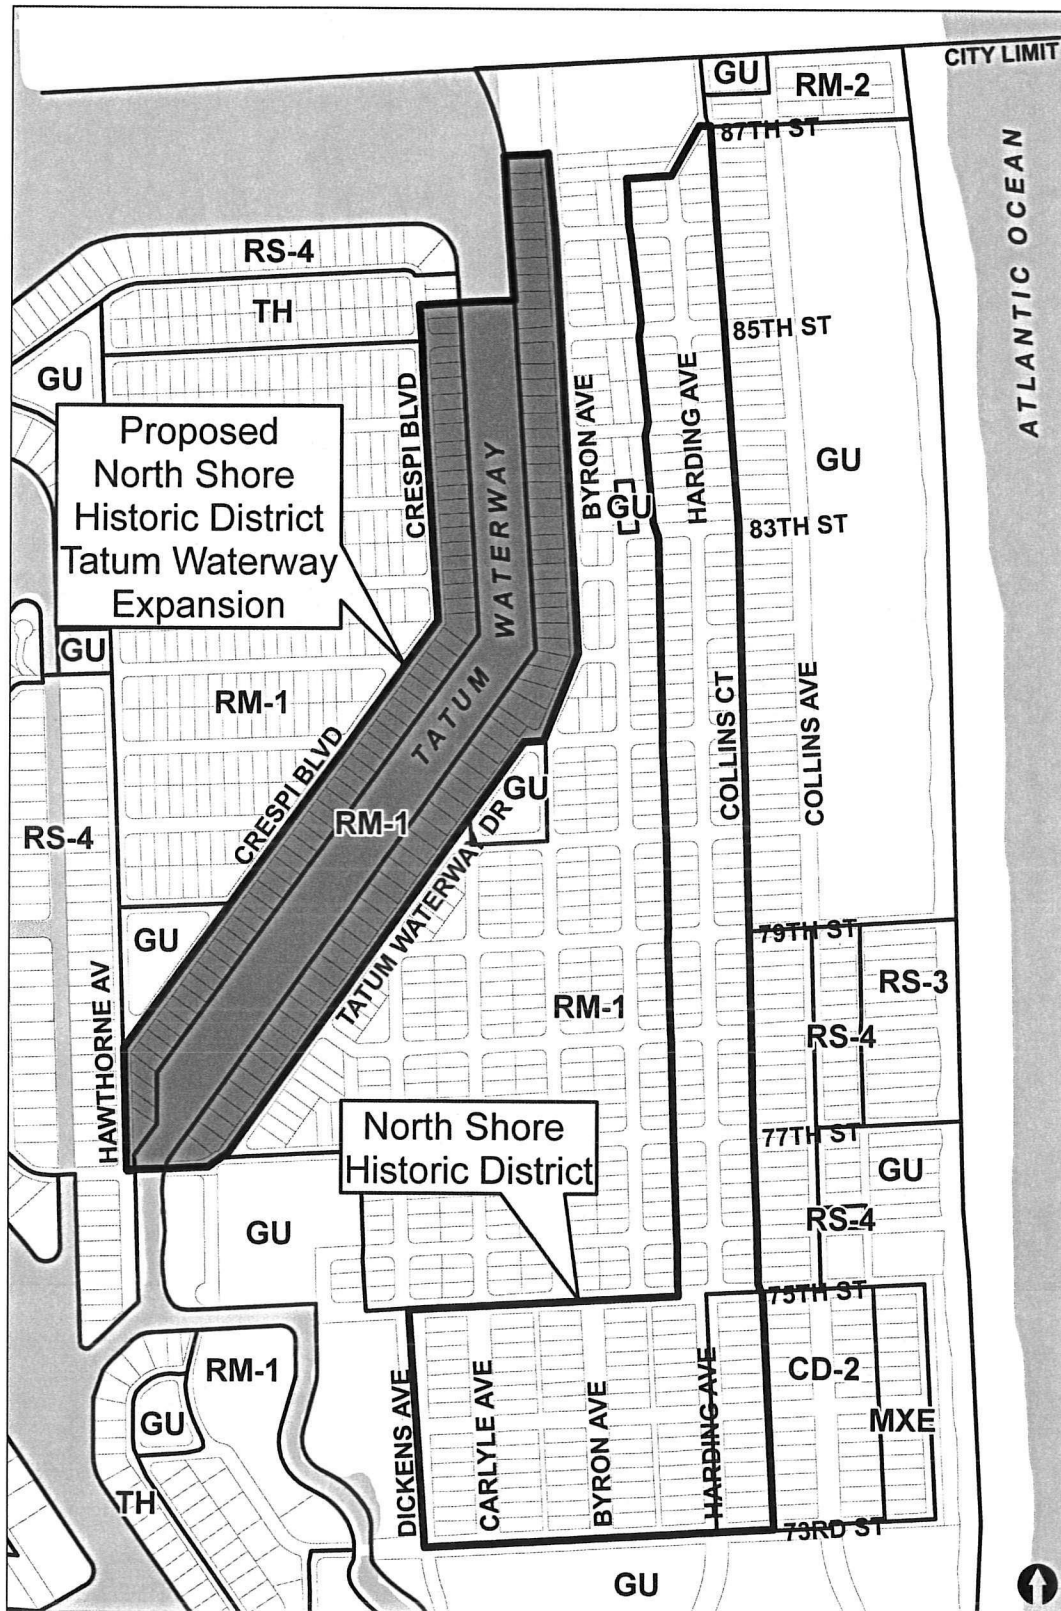 CITY LIMIT
GU
RM-2
87TH ST
ATLANTIC OCEAN
RS-4
TH
85TH ST
GU
CRESPI BLVD
BYRON AVE
HARDING AVE
Proposed
North Shore
Historic District
Tatum Waterway
Expansion
GU
GU
83TH ST
TATUM WATERWAY
GU
RM-1
COLLINS CT
COLLINS AVE
CRESPI BLVD
GU
RS-4
RM-1
TATUM WATERWAY DR
GU
79TH ST
RS-3
HAWTHORNE AV
RM-1
RS-4
North Shore
Historic District
77TH ST
GU
RS-4
GU
75TH ST
RM-1
DICKENS AVE
CARLYLE AVE
BYRON AVE
HARDING AVE
CD-2
MXE
GU
TH
73RD ST
GU